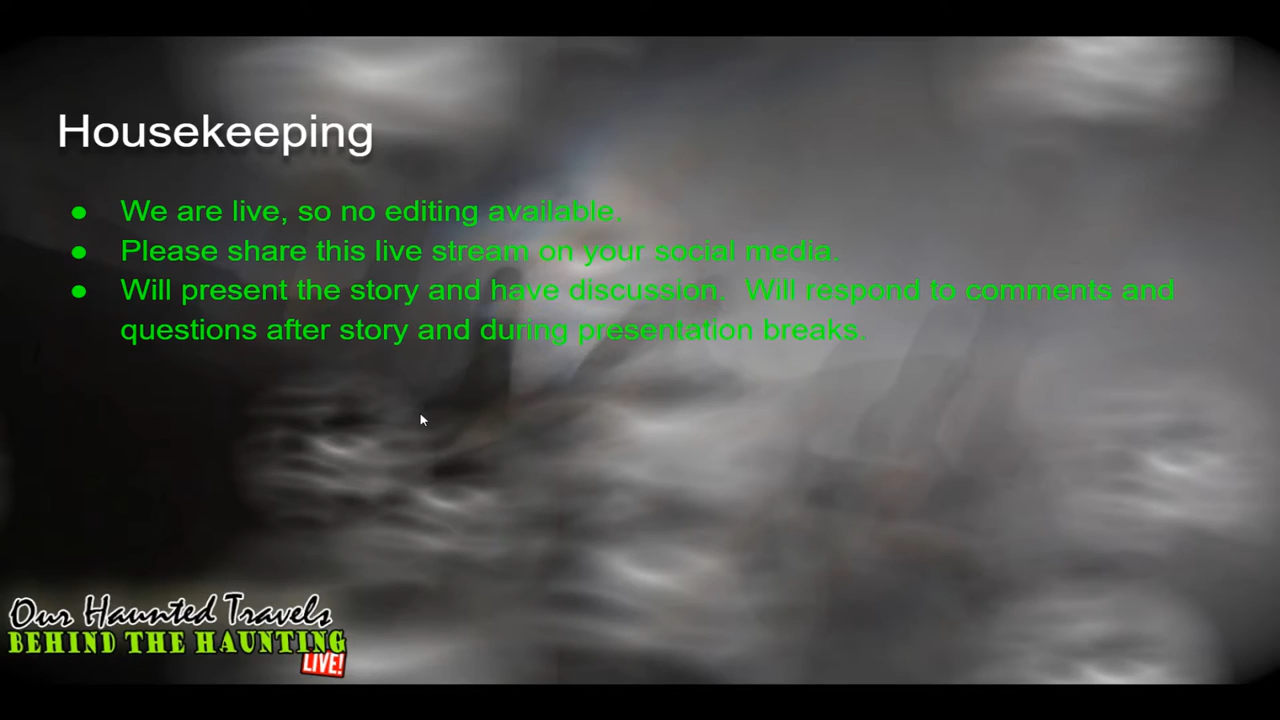 Housekeeping
● We are live, so no editing available.
● Please share this live stream on your social media.
● Will present the story and have discussion.  Will respond to comments and
questions after story and during presentation breaks.
Our Haunted Travels
BEHIND THE HAUNTING
LIVE!